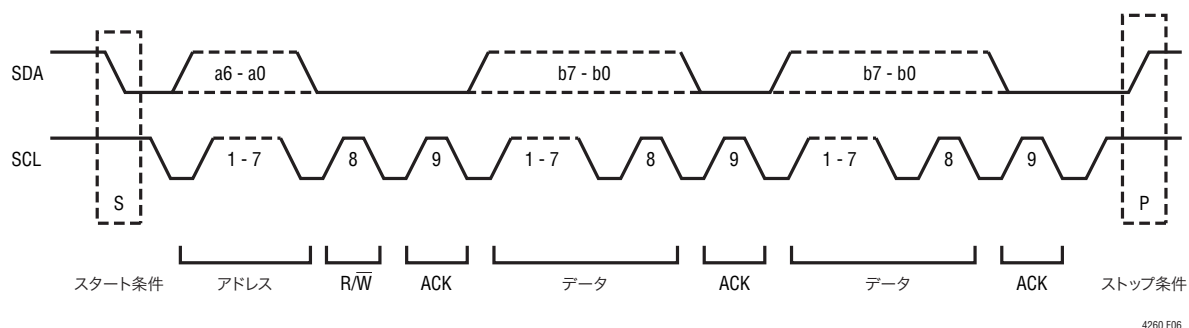 SDA
a6 - a0
b7 - b0
b7 - b0
SCL
1 - 7
8
9
1 - 7
8
9
1 - 7
8
9
S
P
スタート条件
アドレス
R/W̅
ACK
データ
ACK
データ
ACK
ストップ条件
4260 F06